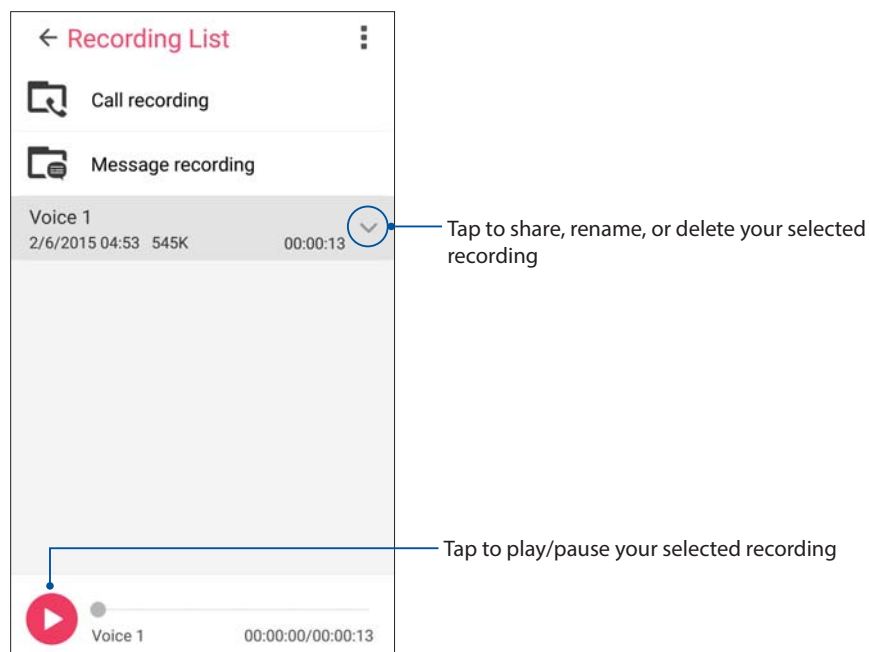 Recording List
Call recording
Message recording
Voice 1
2/6/2015 04:53 545K 00:00:13
Tap to share, rename, or delete your selected
recording
Tap to play/pause your selected recording
Voice 1 00:00:00/00:00:13